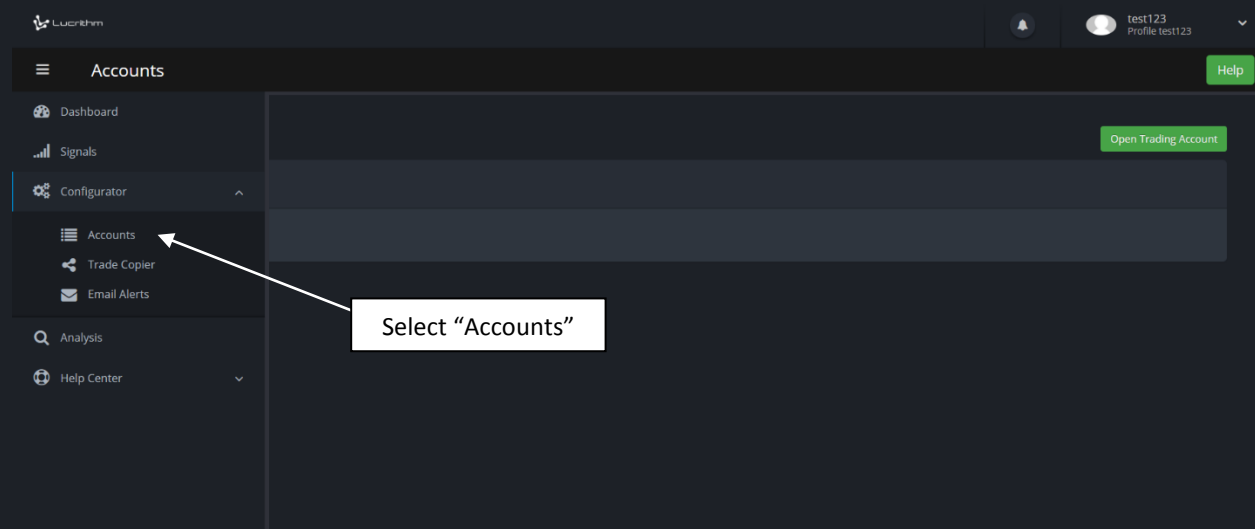 Lucrithm
test123
Profile test123
Accounts
Help
Dashboard
Open Trading Account
Signals
Configurator
Accounts
Trade Copier
Email Alerts
Select “Accounts”
Analysis
Help Center